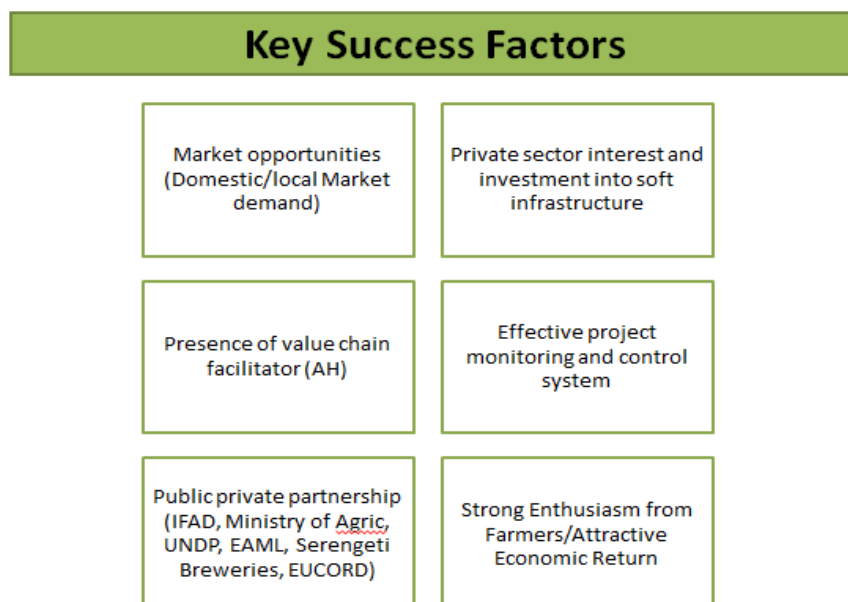 Key Success Factors
Market opportunities
(Domestic/local Market
demand)
Private sector interest and
investment into soft
infrastructure
Presence of value chain
facilitator (AH)
Effective project
monitoring and control
system
Public private partnership
(IFAD, Ministry of Agric,
UNDP, EAML, Serengeti
Breweries, EUCORD)
Strong Enthusiasm from
Farmers/Attractive
Economic Return